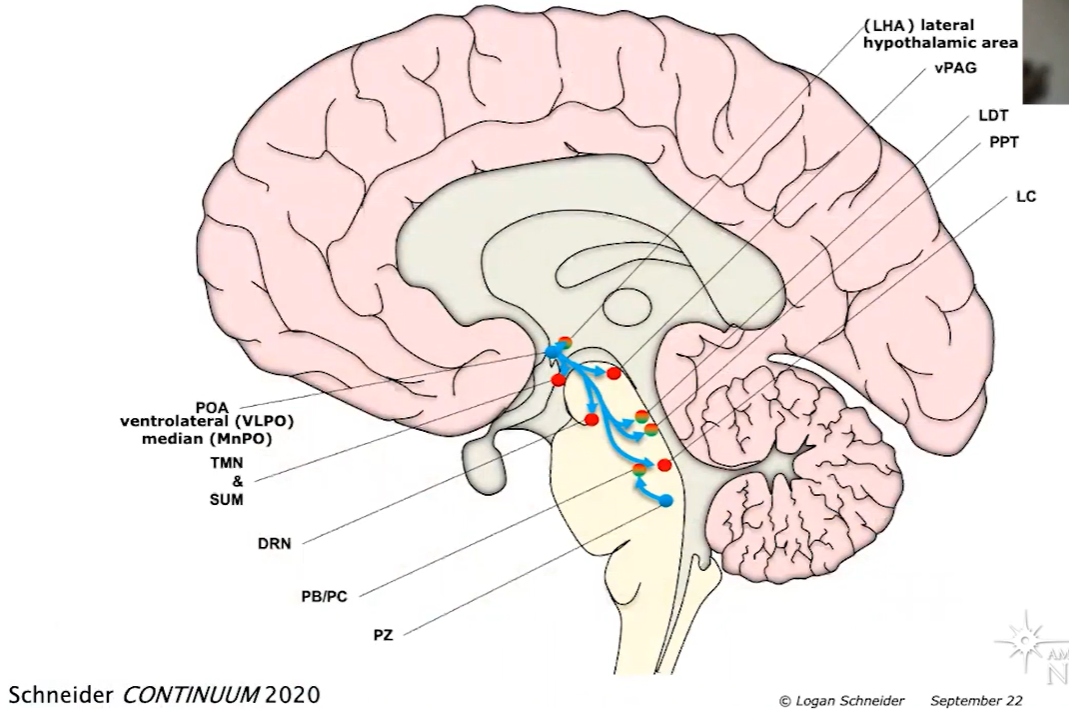 (LHA) lateral
hypothalamic area
vPAG
LDT
PPT
LC
POA
ventrolateral (VLPO)
median (MnPO)
TMN
&
SUM
DRN
PB/PC
PZ
AM
N
Schneider CONTINUUM 2020
© Logan Schneider September 22